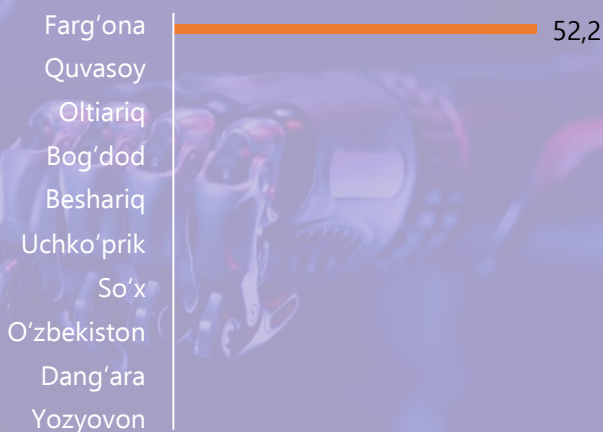 Farg‘ona 52,2
Quvasoy
Oltiariq
Bog‘dod
Beshariq
Uchko‘prik
So‘x
O‘zbekiston
Dang‘ara
Yozyovon